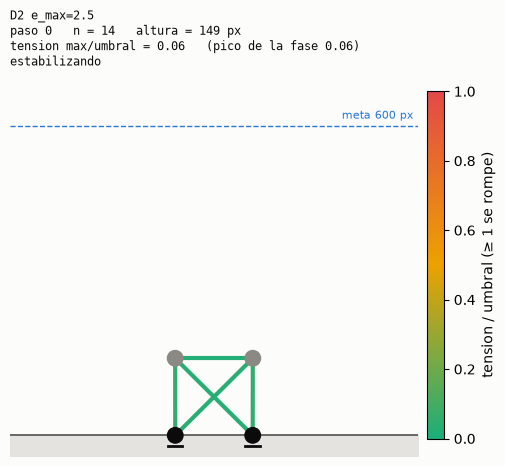 D2 e_max=2.5
paso 0   n = 14   altura = 149 px
tension max/umbral = 0.06   (pico de la fase 0.06)
estabilizando
meta 600 px
1.0
0.8
0.6
0.4
0.2
0.0
tension / umbral (≥ 1 se rompe)